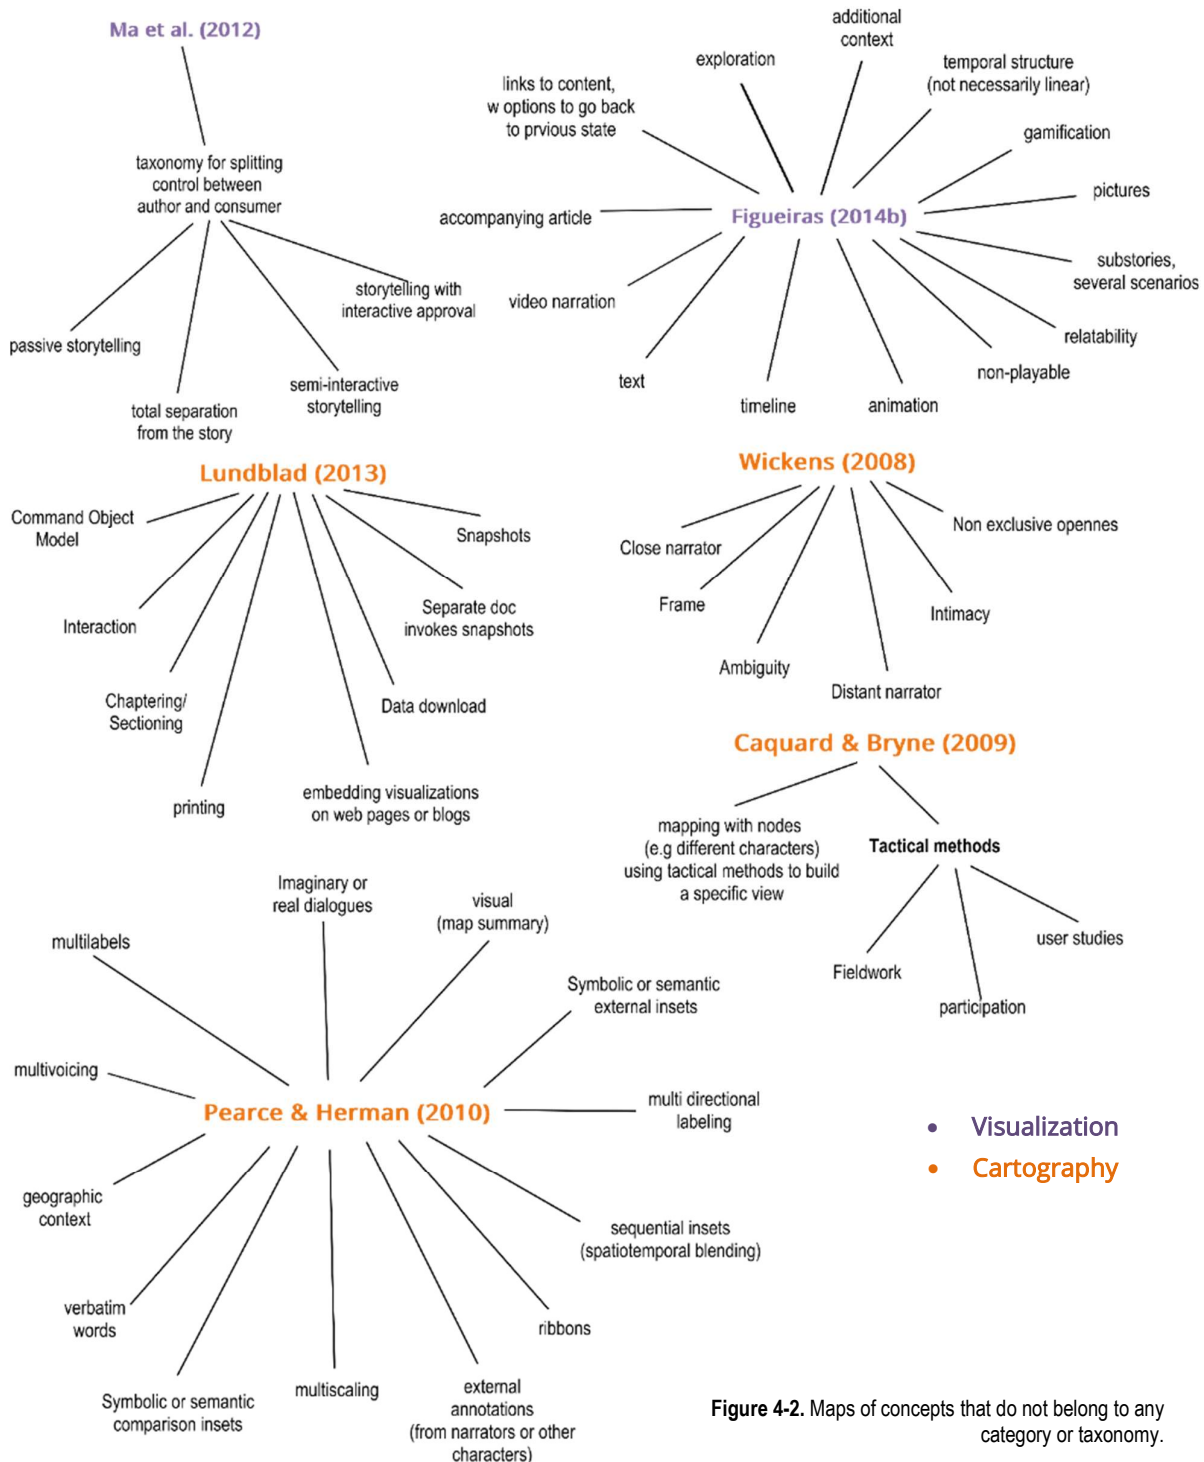 Ma et al. (2012)
taxonomy for splitting
control between
author and consumer
storytelling with
interactive approval
passive storytelling
semi-interactive
storytelling
total separation
from the story
additional
context
exploration
temporal structure
(not necessarily linear)
links to content,
w options to go back
to prvious state
gamification
pictures
accompanying article
Figueiras (2014b)
substories,
several scenarios
video narration
relatability
non-playable
text
timeline
animation
Lundblad (2013)
Command Object
Model
Snapshots
Interaction
Separate doc
invokes snapshots
Chaptering/
Sectioning
Data download
printing
embedding visualizations
on web pages or blogs
Wickens (2008)
Non exclusive opennes
Close narrator
Frame
Intimacy
Ambiguity
Distant narrator
Caquard & Bryne (2009)
mapping with nodes
(e.g different characters)
using tactical methods to build
a specific view
Tactical methods
user studies
Fieldwork
participation
Imaginary or
real dialogues
visual
(map summary)
multilabels
Symbolic or semantic
external insets
multivoicing
multi directional
labeling
Pearce & Herman (2010)
geographic
context
sequential insets
(spatiotemporal blending)
verbatim
words
ribbons
Symbolic or semantic
comparison insets
multiscaling
external
annotations
(from narrators or other
characters)
• Visualization
• Cartography
Figure 4-2. Maps of concepts that do not belong to any
category or taxonomy.